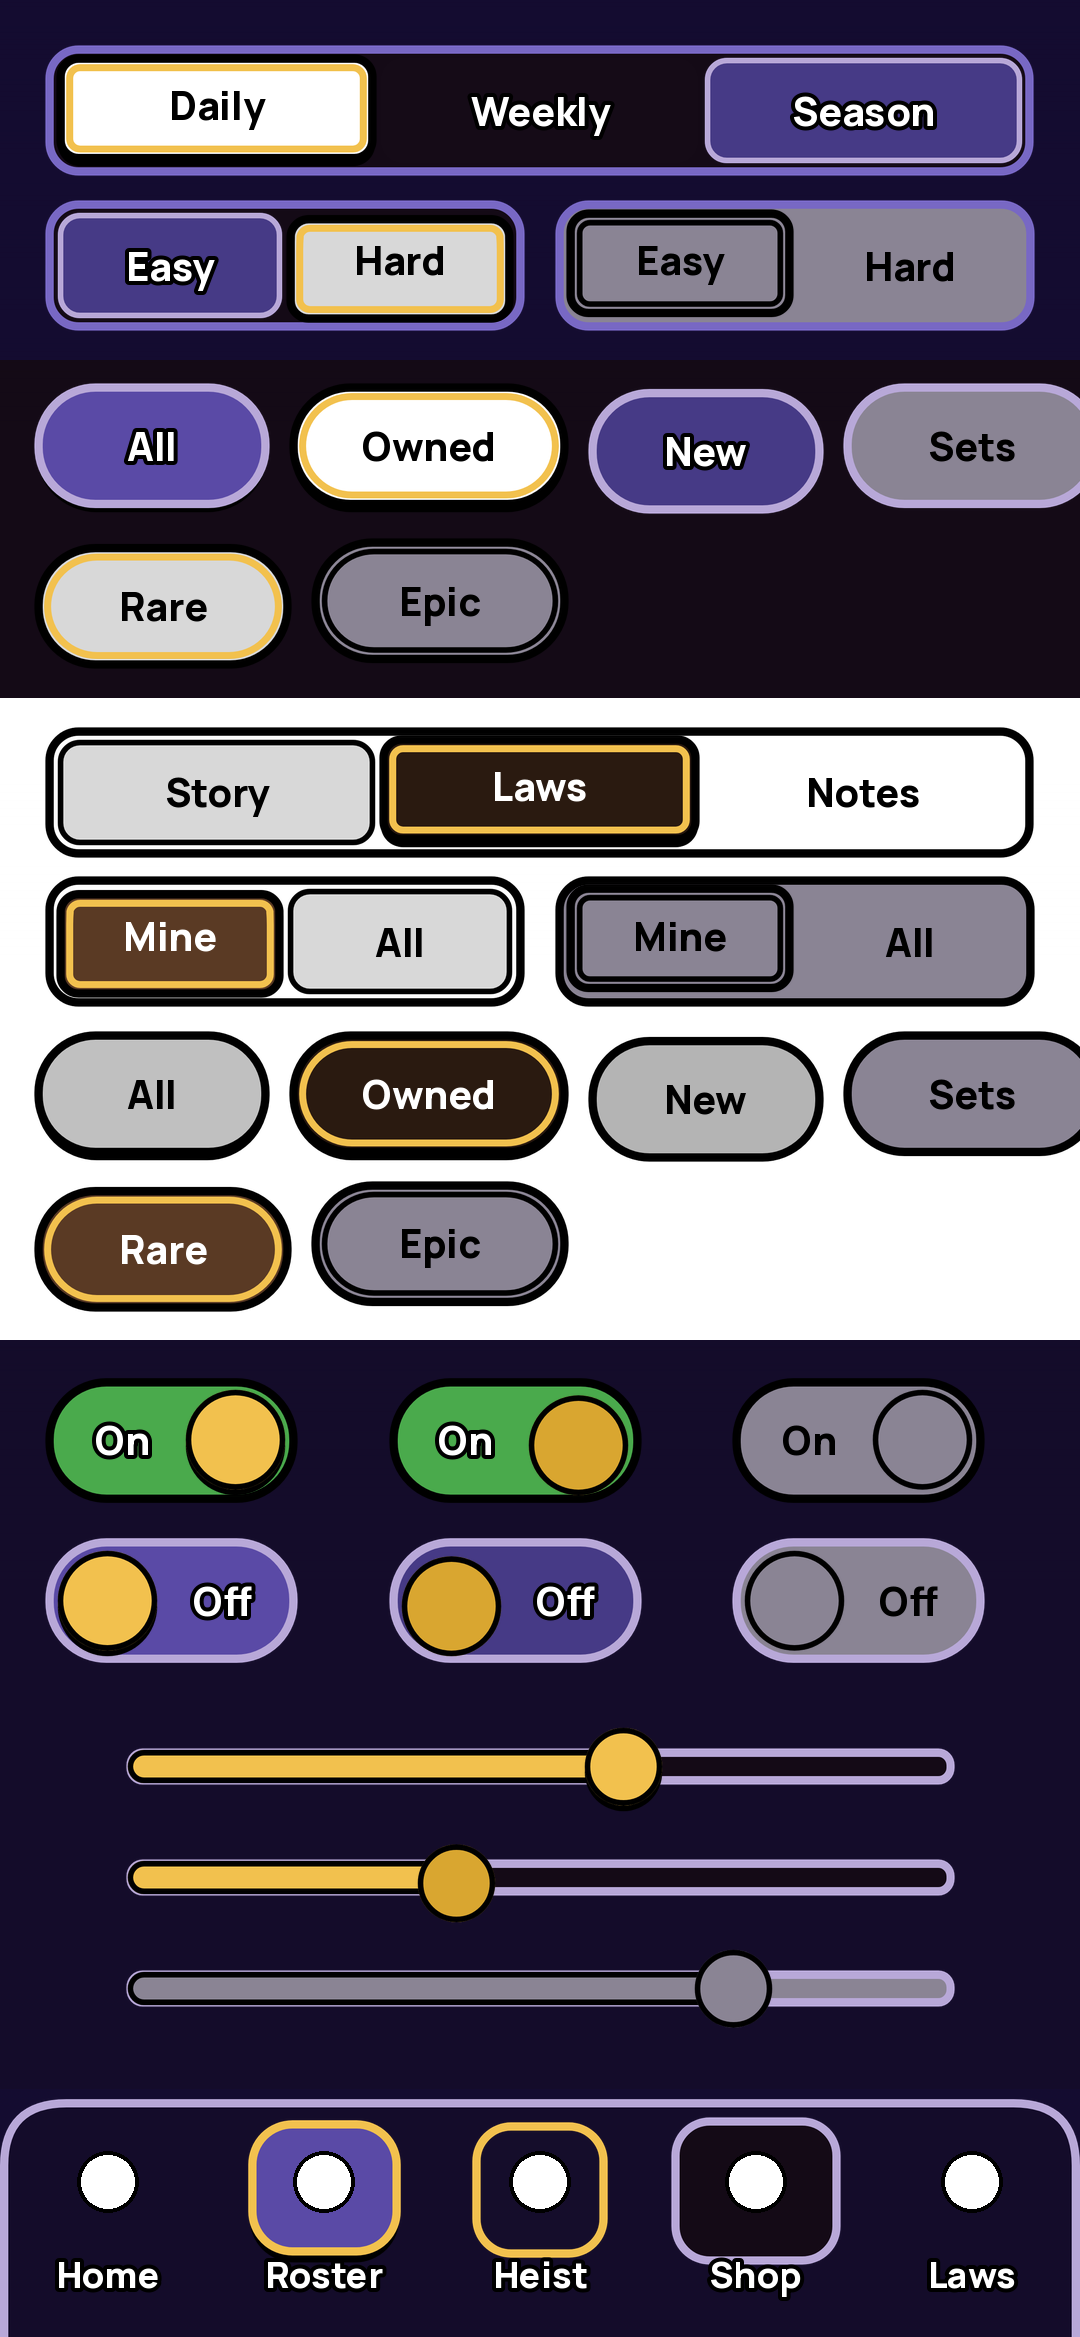 Daily Weekly Season
Easy Hard Easy Hard
All Owned New Sets
Rare Epic
Story Laws Notes
Mine All Mine All
All Owned New Sets
Rare Epic
On On On
Off Off Off
Home Roster Heist Shop Laws